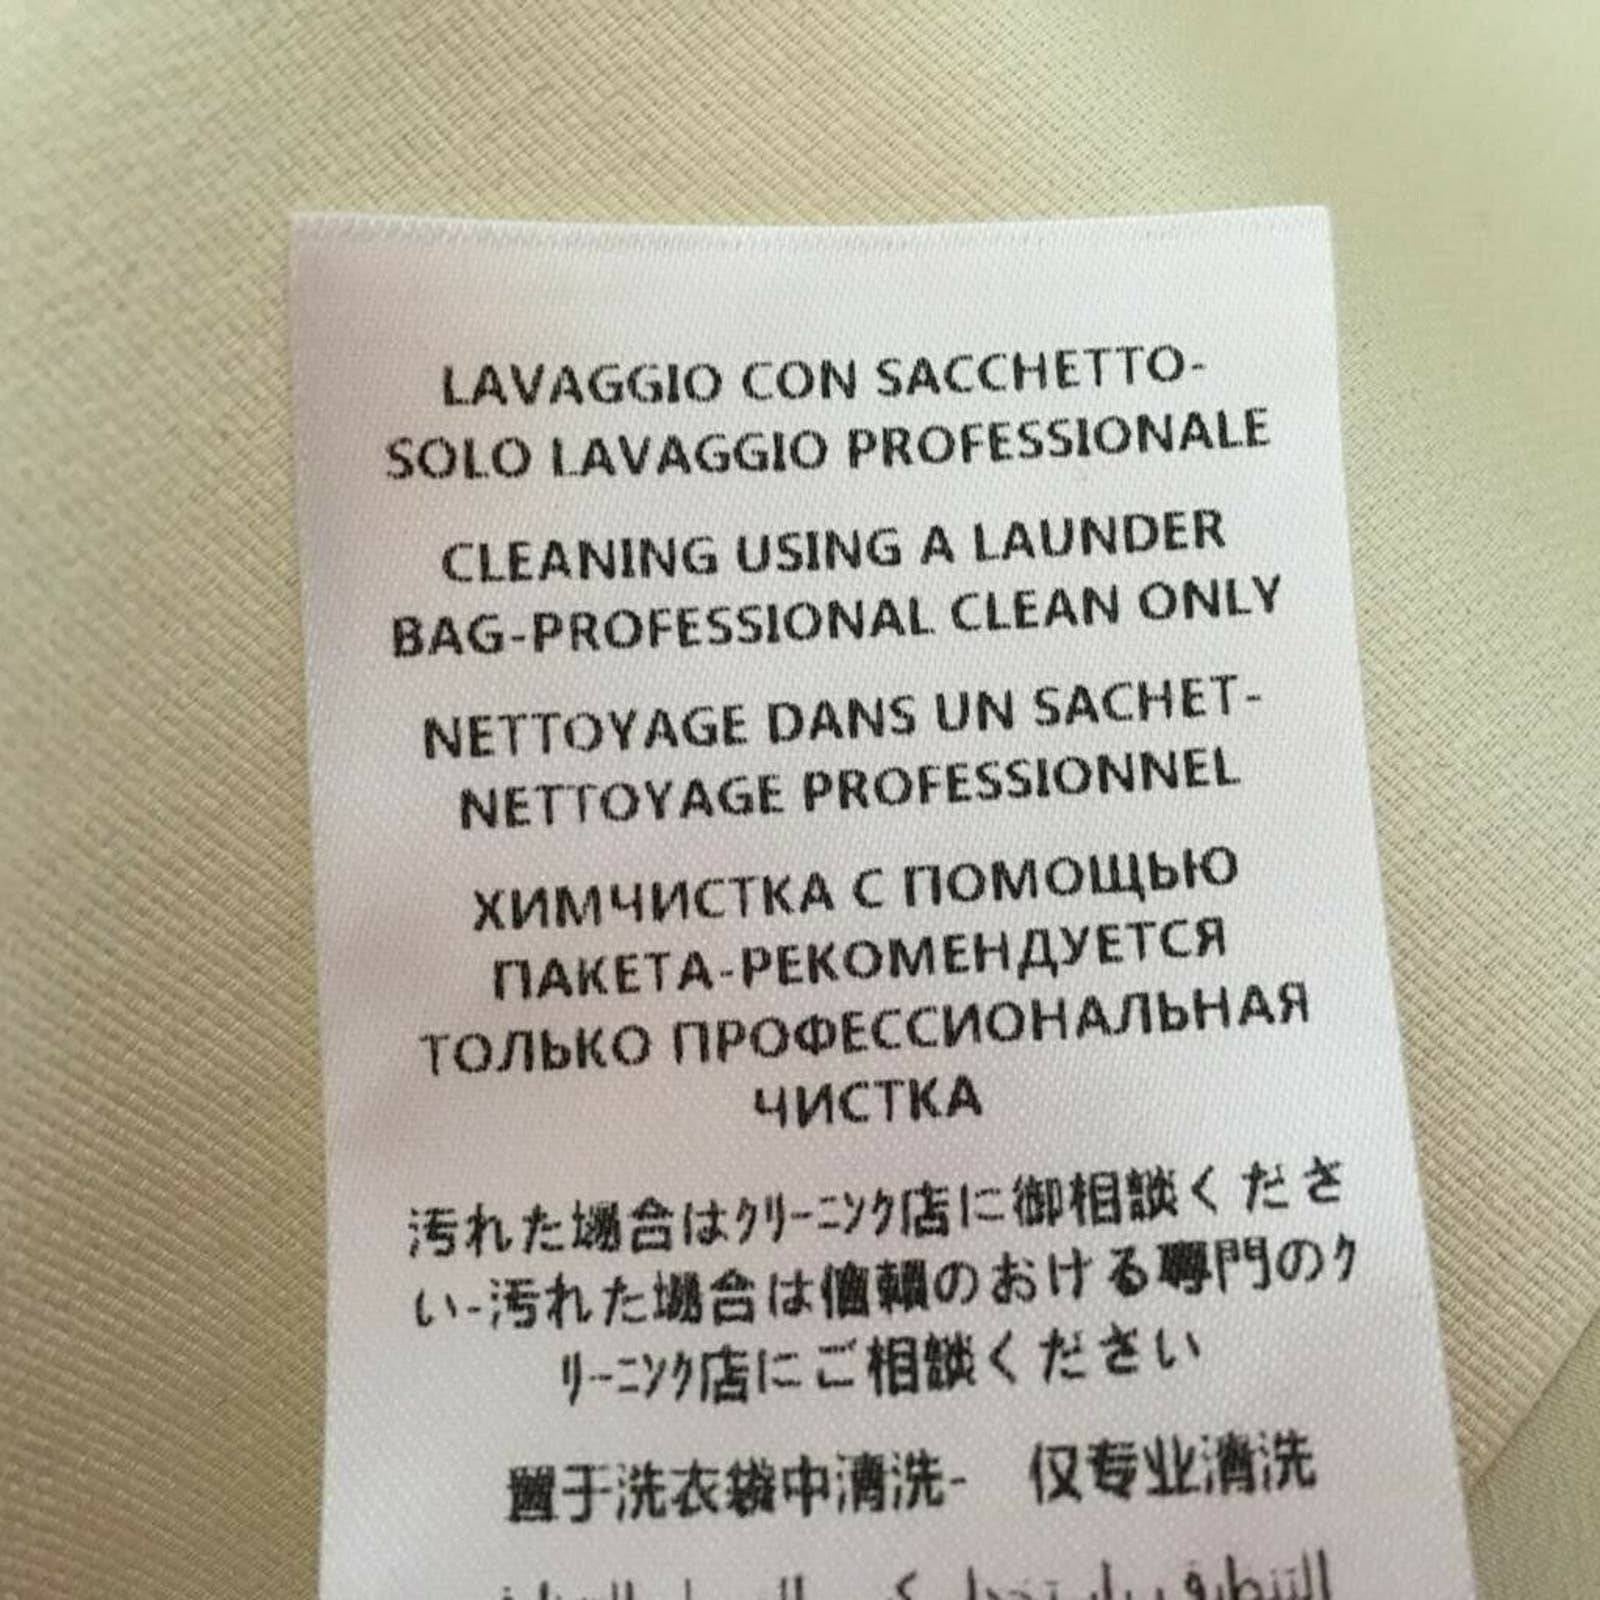 LAVAGGIO CON SACCHETTO-
SOLO LAVAGGIO PROFESSIONALE
CLEANING USING A LAUNDER
BAG-PROFESSIONAL CLEAN ONLY
NETTOYAGE DANS UN SACHET-
NETTOYAGE PROFESSIONNEL
ХИМЧИСТКА С ПОМОЩЬЮ
ПАКЕТА-РЕКОМЕНДУЕТСЯ
ТОЛЬКО ПРОФЕССИОНАЛЬНАЯ
ЧИСТКА
汚れた場合はｸﾘｰﾆﾝｸ店に御相談くださ
い-汚れた場合は信頼のおける専門のｸ
ﾘｰﾆﾝｸ店にご相談ください
置于洗衣袋中清洗- 仅专业清洗